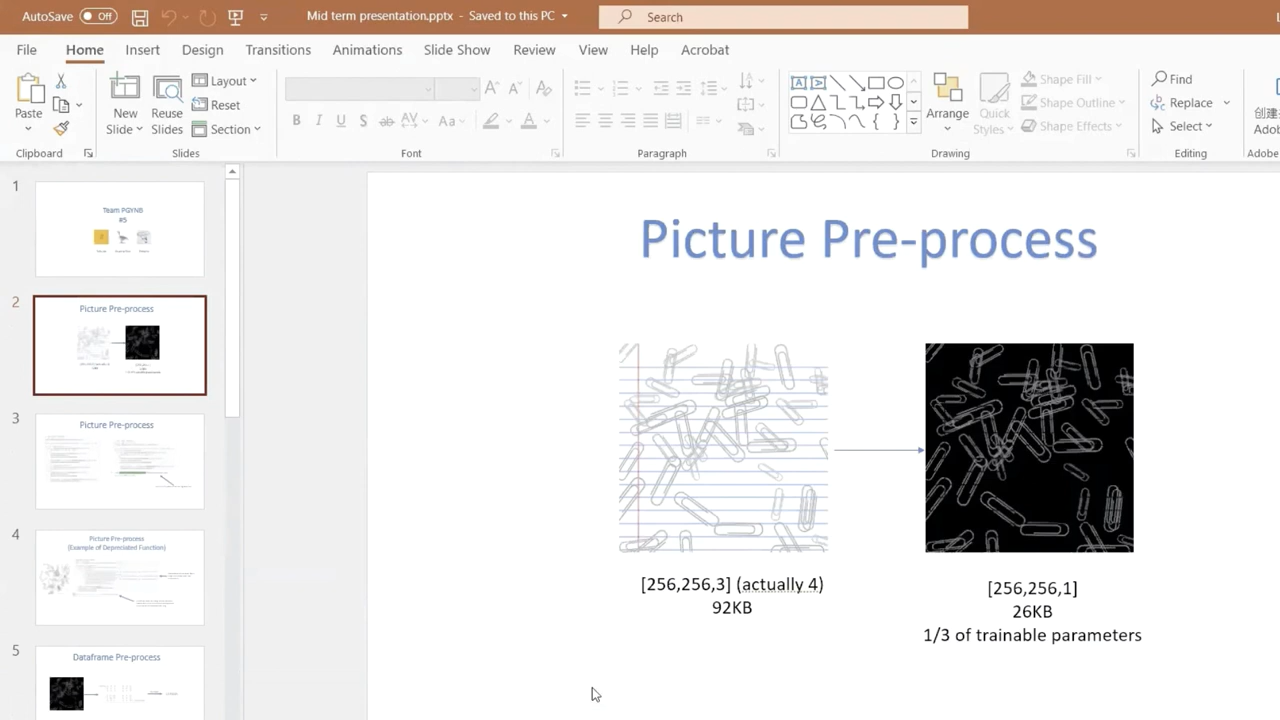 AutoSave Off Mid term presentation.pptx - Saved to this PC Search
File Home Insert Design Transitions Animations Slide Show Review View Help Acrobat
Paste
New Slide
Reuse Slides
Layout
Reset
Section
B I U S ab AV Aa A
Arrange
Quick Styles
Shape Fill
Shape Outline
Shape Effects
Find
Replace
Select
创建
Adob
Clipboard Slides Font Paragraph Drawing Editing Adobe
1
Team PGYNB
#5
2
Picture Pre-process
3
Picture Pre-process
4
Picture Pre-process
(Example of Depreciated Function)
5
Dataframe Pre-process
Picture Pre-process
[256,256,3] (actually 4)
92KB
[256,256,1]
26KB
1/3 of trainable parameters